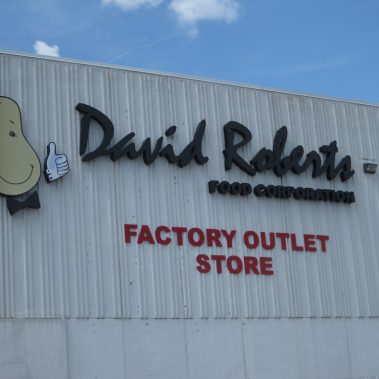 David Roberts
FOOD CORPORATION
FACTORY OUTLET
STORE